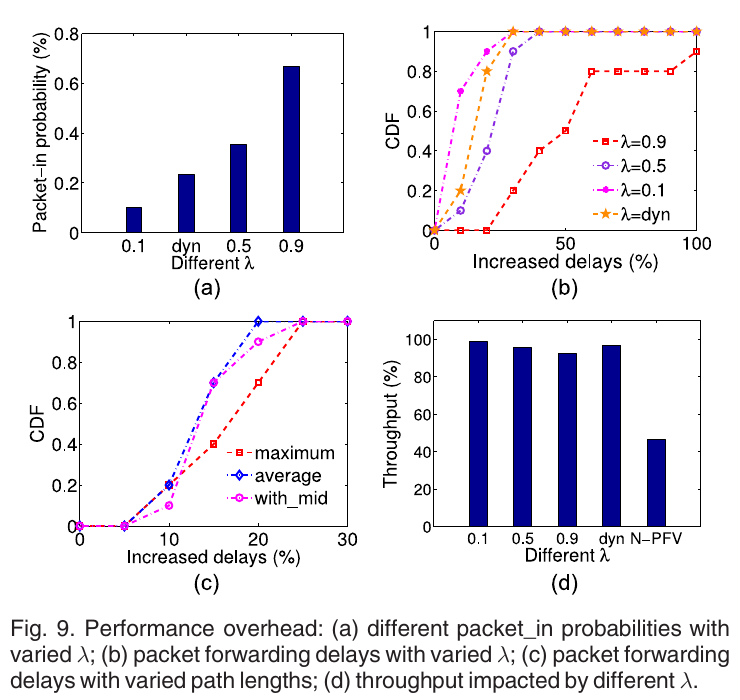 0.8
0.6
0.4
0.2
0
Packet-in probability (%)
0.1 dyn 0.5 0.9
Different λ
(a)
1
0.8
0.6
0.4
0.2
0
CDF
λ=0.9
λ=0.5
λ=0.1
λ=dyn
0 50 100
Increased delays (%)
(b)
1
0.8
0.6
0.4
0.2
0
CDF
maximum
average
with_mid
0 10 20 30
Increased delays (%)
(c)
100
80
60
40
20
0
Throughput (%)
0.1 0.5 0.9 dyn N-PFV
Different λ
(d)
Fig. 9. Performance overhead: (a) different packet_in probabilities with
varied λ; (b) packet forwarding delays with varied λ; (c) packet forwarding
delays with varied path lengths; (d) throughput impacted by different λ.